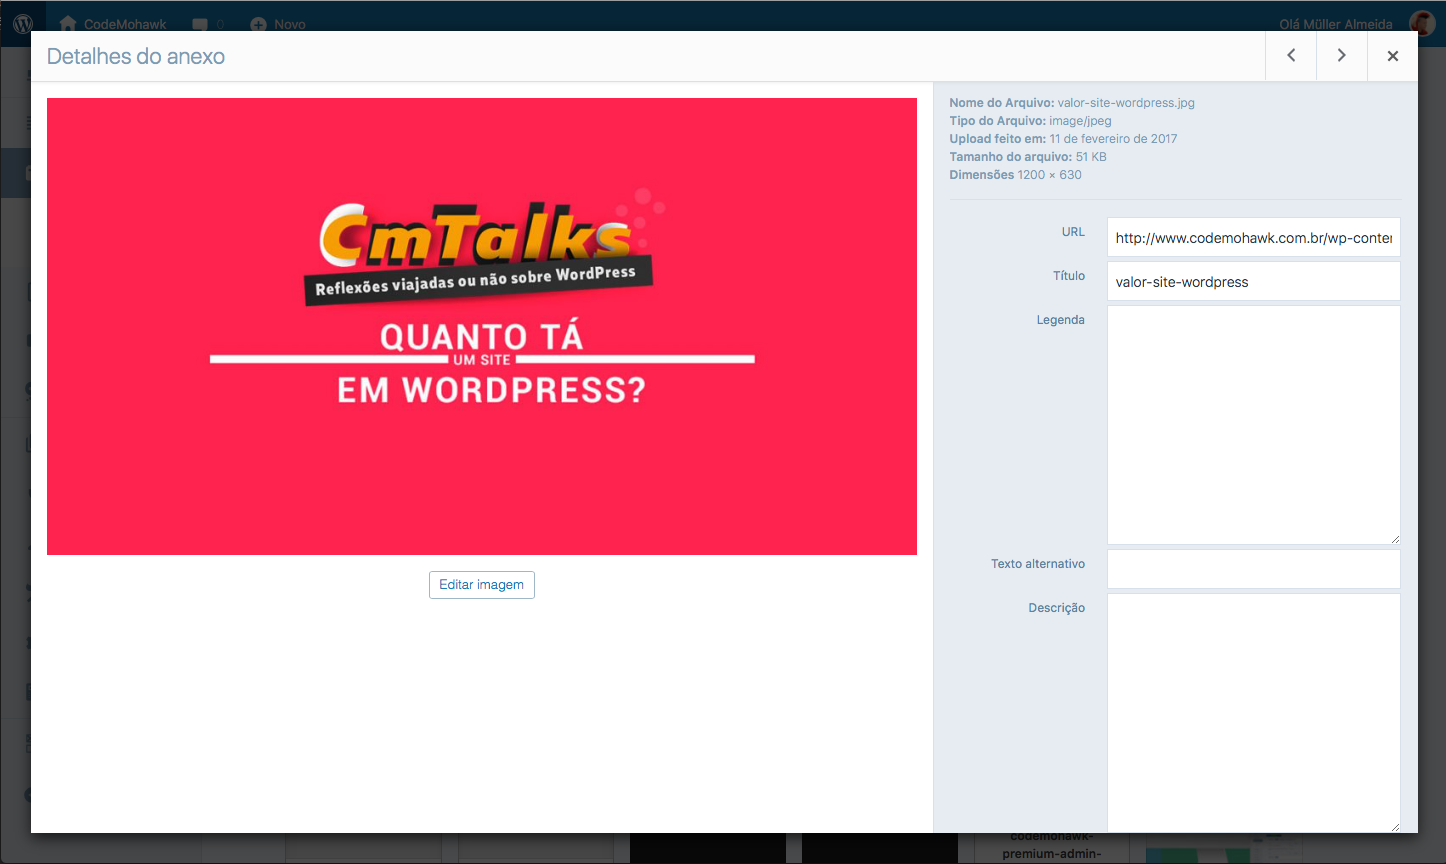 CodeMohawk
0
Novo
Olá Müller Almeida
Detalhes do anexo
CmTalks
Reflexões viajadas ou não sobre WordPress
QUANTO TÁ
UM SITE
EM WORDPRESS?
Editar imagem
Nome do Arquivo: valor-site-wordpress.jpg
Tipo do Arquivo: image/jpeg
Upload feito em: 11 de fevereiro de 2017
Tamanho do arquivo: 51 KB
Dimensões 1200 × 630
URL
http://www.codemohawk.com.br/wp-conte
Título
valor-site-wordpress
Legenda
Texto alternativo
Descrição
codemohawk-
premium-admin-